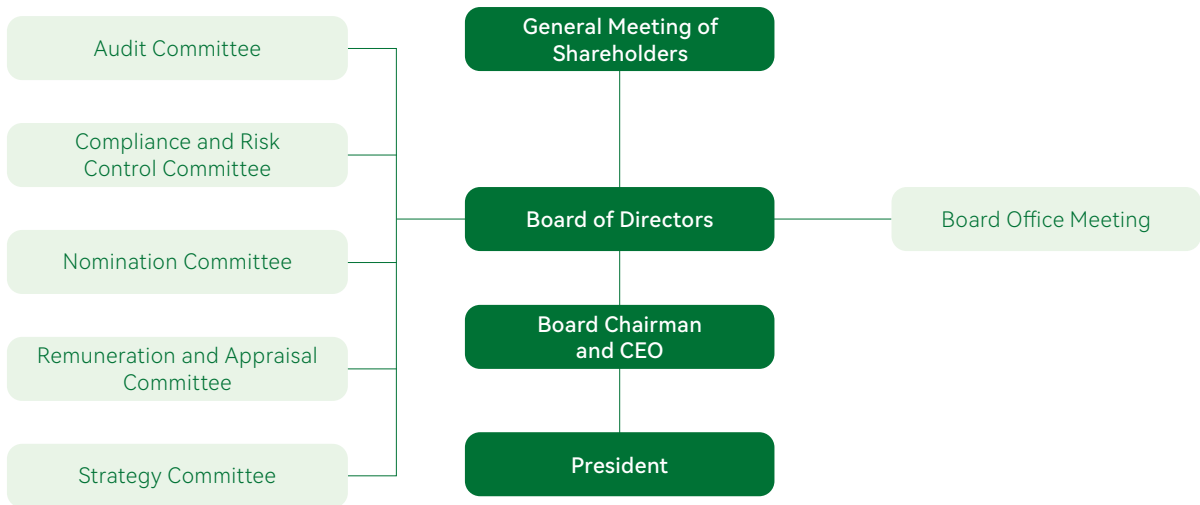 Audit Committee
Compliance and Risk
Control Committee
Nomination Committee
Remuneration and Appraisal
Committee
Strategy Committee
General Meeting of
Shareholders
Board of Directors
Board Chairman
and CEO
President
Board Office Meeting